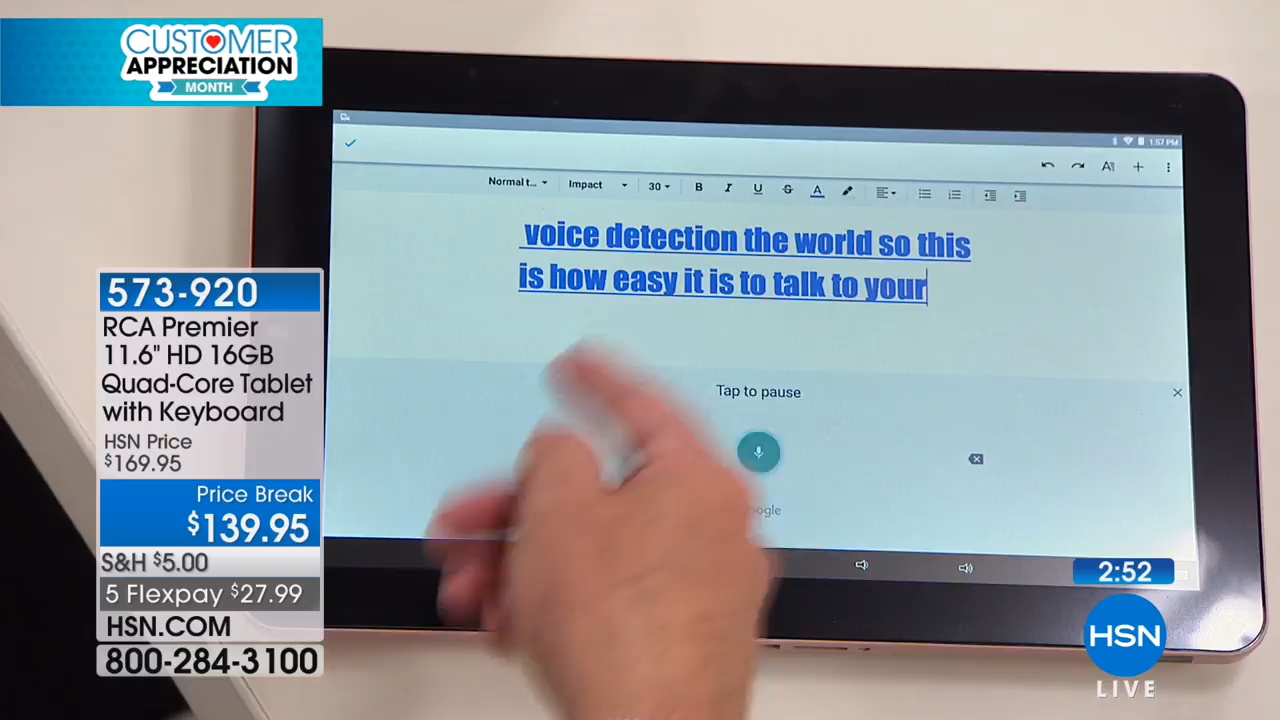 CUSTOMER
APPRECIATION
MONTH
573-920
RCA Premier
11.6" HD 16GB
Quad-Core Tablet
with Keyboard
HSN Price
$169.95
Price Break
$139.95
S&H $5.00
5 Flexpay $27.99
HSN.COM
800-284-3100
1:57 PM
Normal t... Impact 30 B I U S A
voice detection the world so this
is how easy it is to talk to your
Tap to pause
2:52
HSN
LIVE